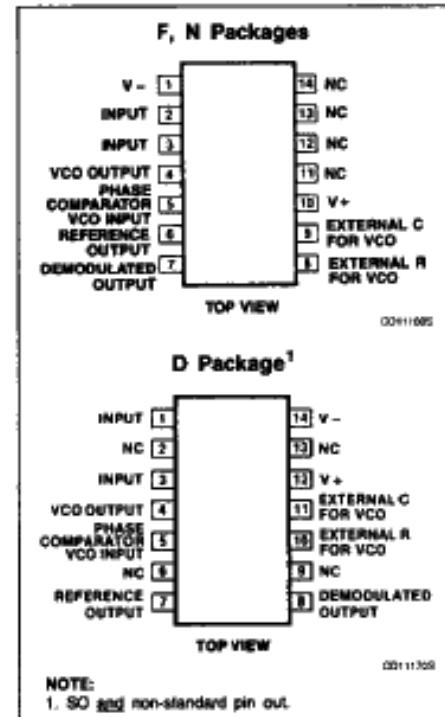 F, N Packages
V – 1
14 NC
INPUT 2
13 NC
INPUT 3
12 NC
VCO OUTPUT 4
11 NC
PHASE
COMPARATOR 5
VCO INPUT
10 V+
REFERENCE 6
OUTPUT
9 EXTERNAL C
FOR VCO
DEMODULATED 7
OUTPUT
8 EXTERNAL R
FOR VCO
TOP VIEW
D Package1
INPUT 1
14 V –
NC 2
13 NC
INPUT 3
12 V +
VCO OUTPUT 4
11 EXTERNAL C
FOR VCO
PHASE
COMPARATOR 5
VCO INPUT
10 EXTERNAL R
FOR VCO
NC 6
9 NC
REFERENCE 7
OUTPUT
8 DEMODULATED
OUTPUT
TOP VIEW
NOTE:
1. SO and non-standard pin out.